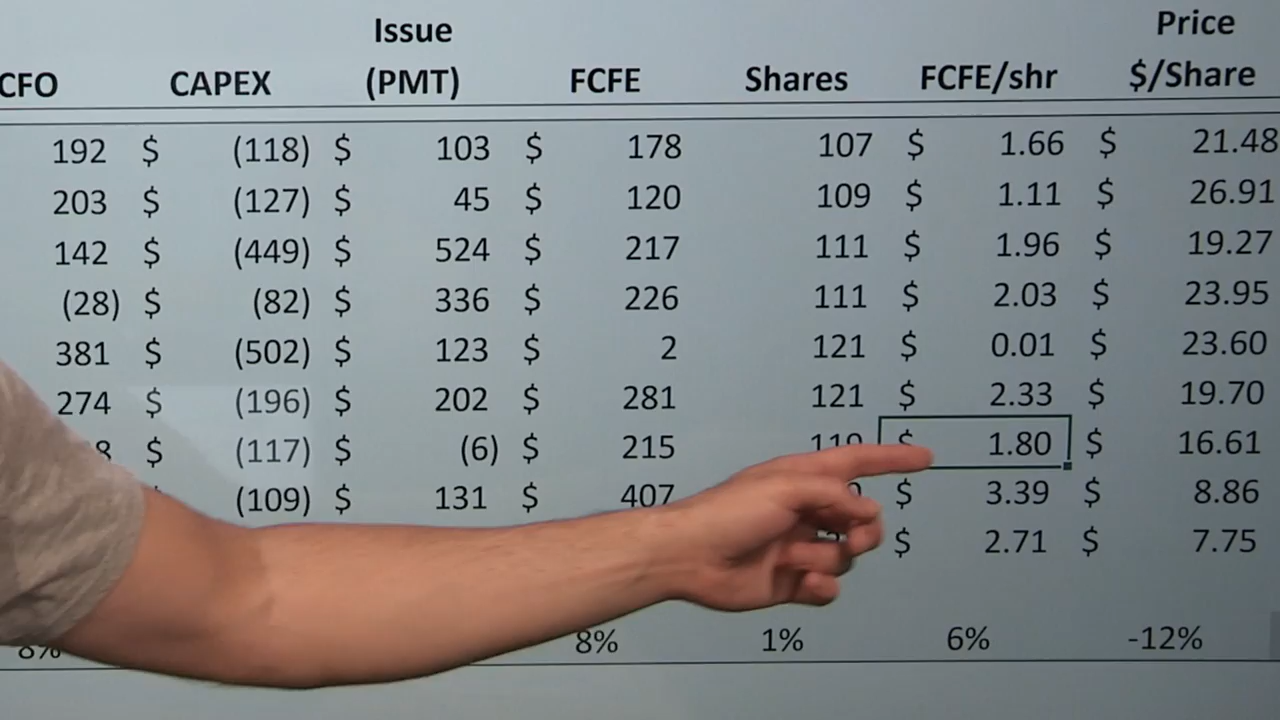 Issue Price
CFO CAPEX (PMT) FCFE Shares FCFE/shr $/Share
192 $ (118) $ 103 $ 178 107 $ 1.66 $ 21.48
203 $ (127) $ 45 $ 120 109 $ 1.11 $ 26.91
142 $ (449) $ 524 $ 217 111 $ 1.96 $ 19.27
(28) $ (82) $ 336 $ 226 111 $ 2.03 $ 23.95
381 $ (502) $ 123 $ 2 121 $ 0.01 $ 23.60
274 $ (196) $ 202 $ 281 121 $ 2.33 $ 19.70
8 $ (117) $ (6) $ 215 $ 1.80 $ 16.61
(109) $ 131 $ 407 $ 3.39 $ 8.86
$ 2.71 $ 7.75
8% 8% 1% 6% -12%